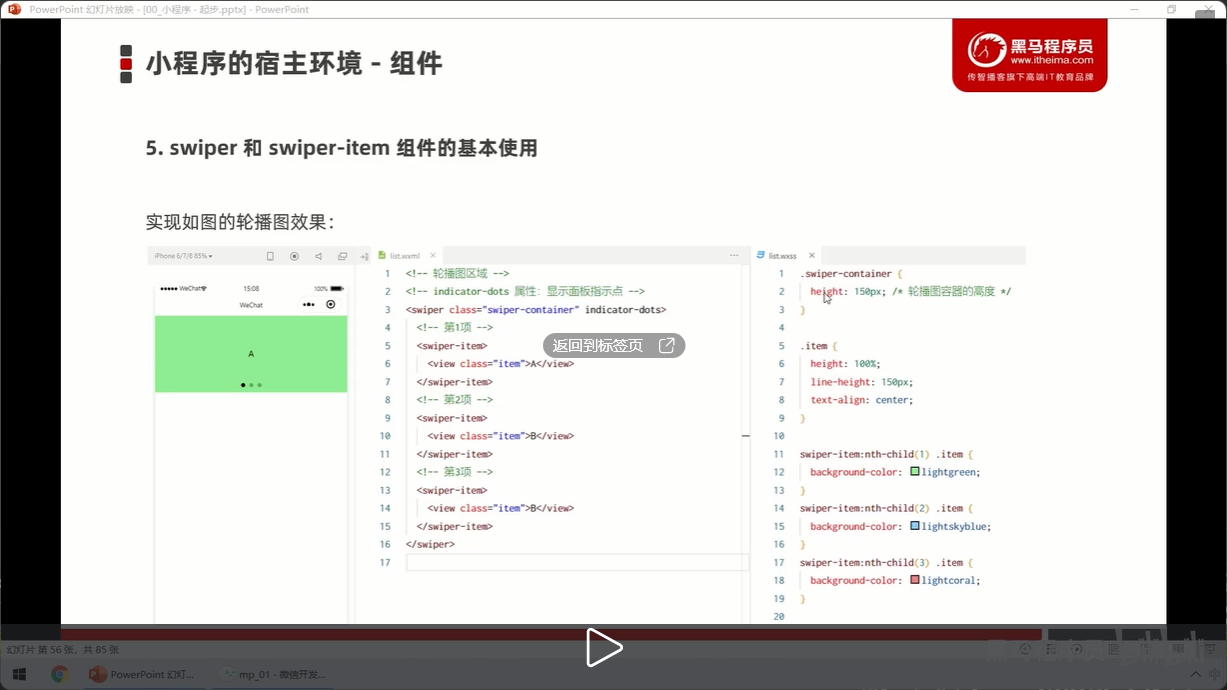 PowerPoint 幻灯片放映 - [00_小程序 - 起步.pptx] - PowerPoint
小程序的宿主环境 - 组件
黑马程序员
www.itheima.com
传智播客旗下高端IT教育品牌
5. swiper 和 swiper-item 组件的基本使用
实现如图的轮播图效果：
iPhone 6/7/8 85%
WeChat
15:08
100%
WeChat
A
list.wxml
1 <!-- 轮播图区域 -->
2 <!-- indicator-dots 属性：显示面板指示点 -->
3 <swiper class="swiper-container" indicator-dots>
4 <!-- 第1项 -->
5 <swiper-item>
6 <view class="item">A</view>
7 </swiper-item>
8 <!-- 第2项 -->
9 <swiper-item>
10 <view class="item">B</view>
11 </swiper-item>
12 <!-- 第3项 -->
13 <swiper-item>
14 <view class="item">B</view>
15 </swiper-item>
16 </swiper>
17
返回到标签页
list.wxss
1 .swiper-container {
2 height: 150px; /* 轮播图容器的高度 */
3 }
4
5 .item {
6 height: 100%;
7 line-height: 150px;
8 text-align: center;
9 }
10
11 swiper-item:nth-child(1) .item {
12 background-color: lightgreen;
13 }
14 swiper-item:nth-child(2) .item {
15 background-color: lightskyblue;
16 }
17 swiper-item:nth-child(3) .item {
18 background-color: lightcoral;
19 }
20
幻灯片 第 56 张，共 85 张
黑马程序员
PowerPoint 幻灯...
mp_01 - 微信开发...